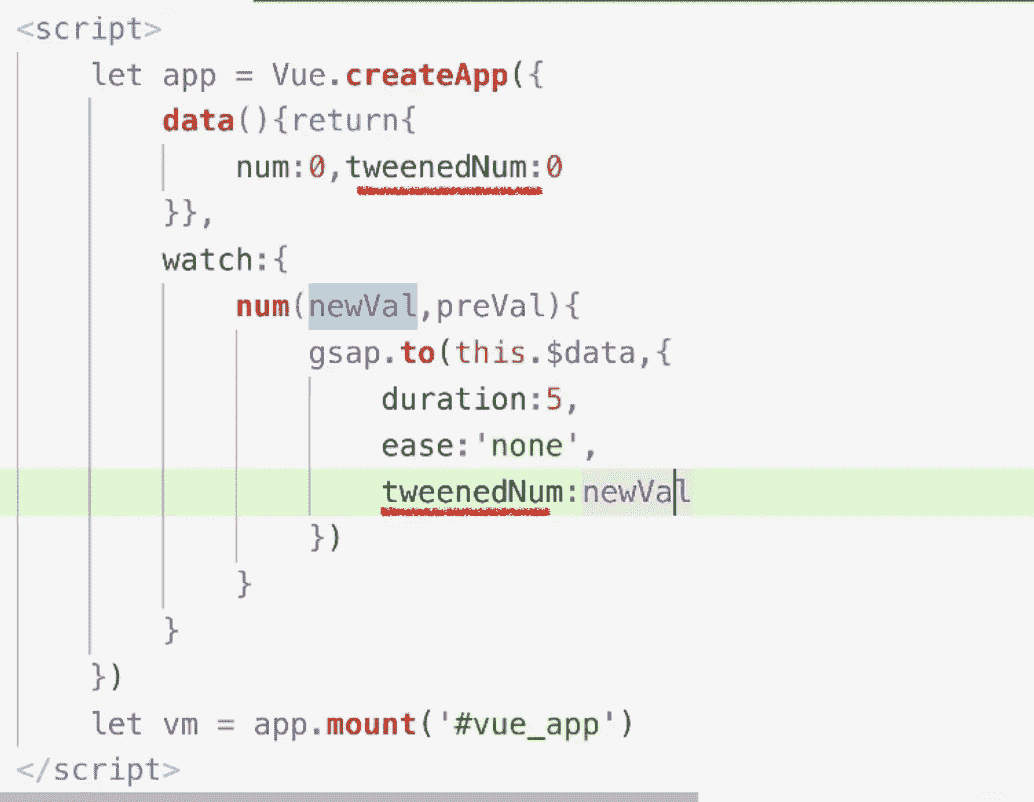 <script>
let app = Vue.createApp({
data(){return{
num:0,tweenedNum:0
}},
watch:{
num(newVal,preVal){
gsap.to(this.$data,{
duration:5,
ease:'none',
tweenedNum:newVal
})
}
}
})
let vm = app.mount('#vue_app')
</script>